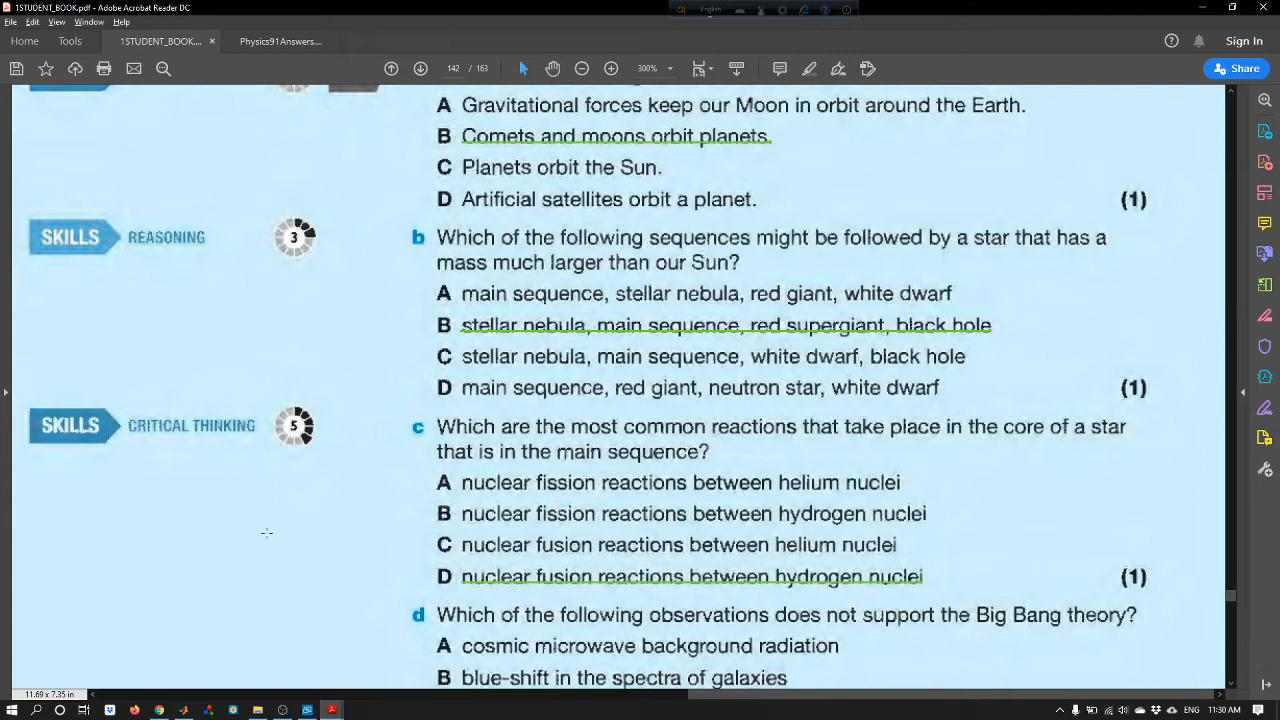 1STUDENT_BOOK.pdf - Adobe Acrobat Reader DC
English
File Edit View Window Help
Home Tools 1STUDENT_BOOK.... × Physics91Answers.... Sign In
142 / 163 300% Share
A Gravitational forces keep our Moon in orbit around the Earth.
B Comets and moons orbit planets.
C Planets orbit the Sun.
D Artificial satellites orbit a planet. (1)
SKILLS REASONING 3 b Which of the following sequences might be followed by a star that has a
mass much larger than our Sun?
A main sequence, stellar nebula, red giant, white dwarf
B stellar nebula, main sequence, red supergiant, black hole
C stellar nebula, main sequence, white dwarf, black hole
D main sequence, red giant, neutron star, white dwarf (1)
SKILLS CRITICAL THINKING 5 c Which are the most common reactions that take place in the core of a star
that is in the main sequence?
A nuclear fission reactions between helium nuclei
B nuclear fission reactions between hydrogen nuclei
C nuclear fusion reactions between helium nuclei
D nuclear fusion reactions between hydrogen nuclei (1)
d Which of the following observations does not support the Big Bang theory?
A cosmic microwave background radiation
B blue-shift in the spectra of galaxies
11.69 x 7.35 in
ENG 11:30 AM